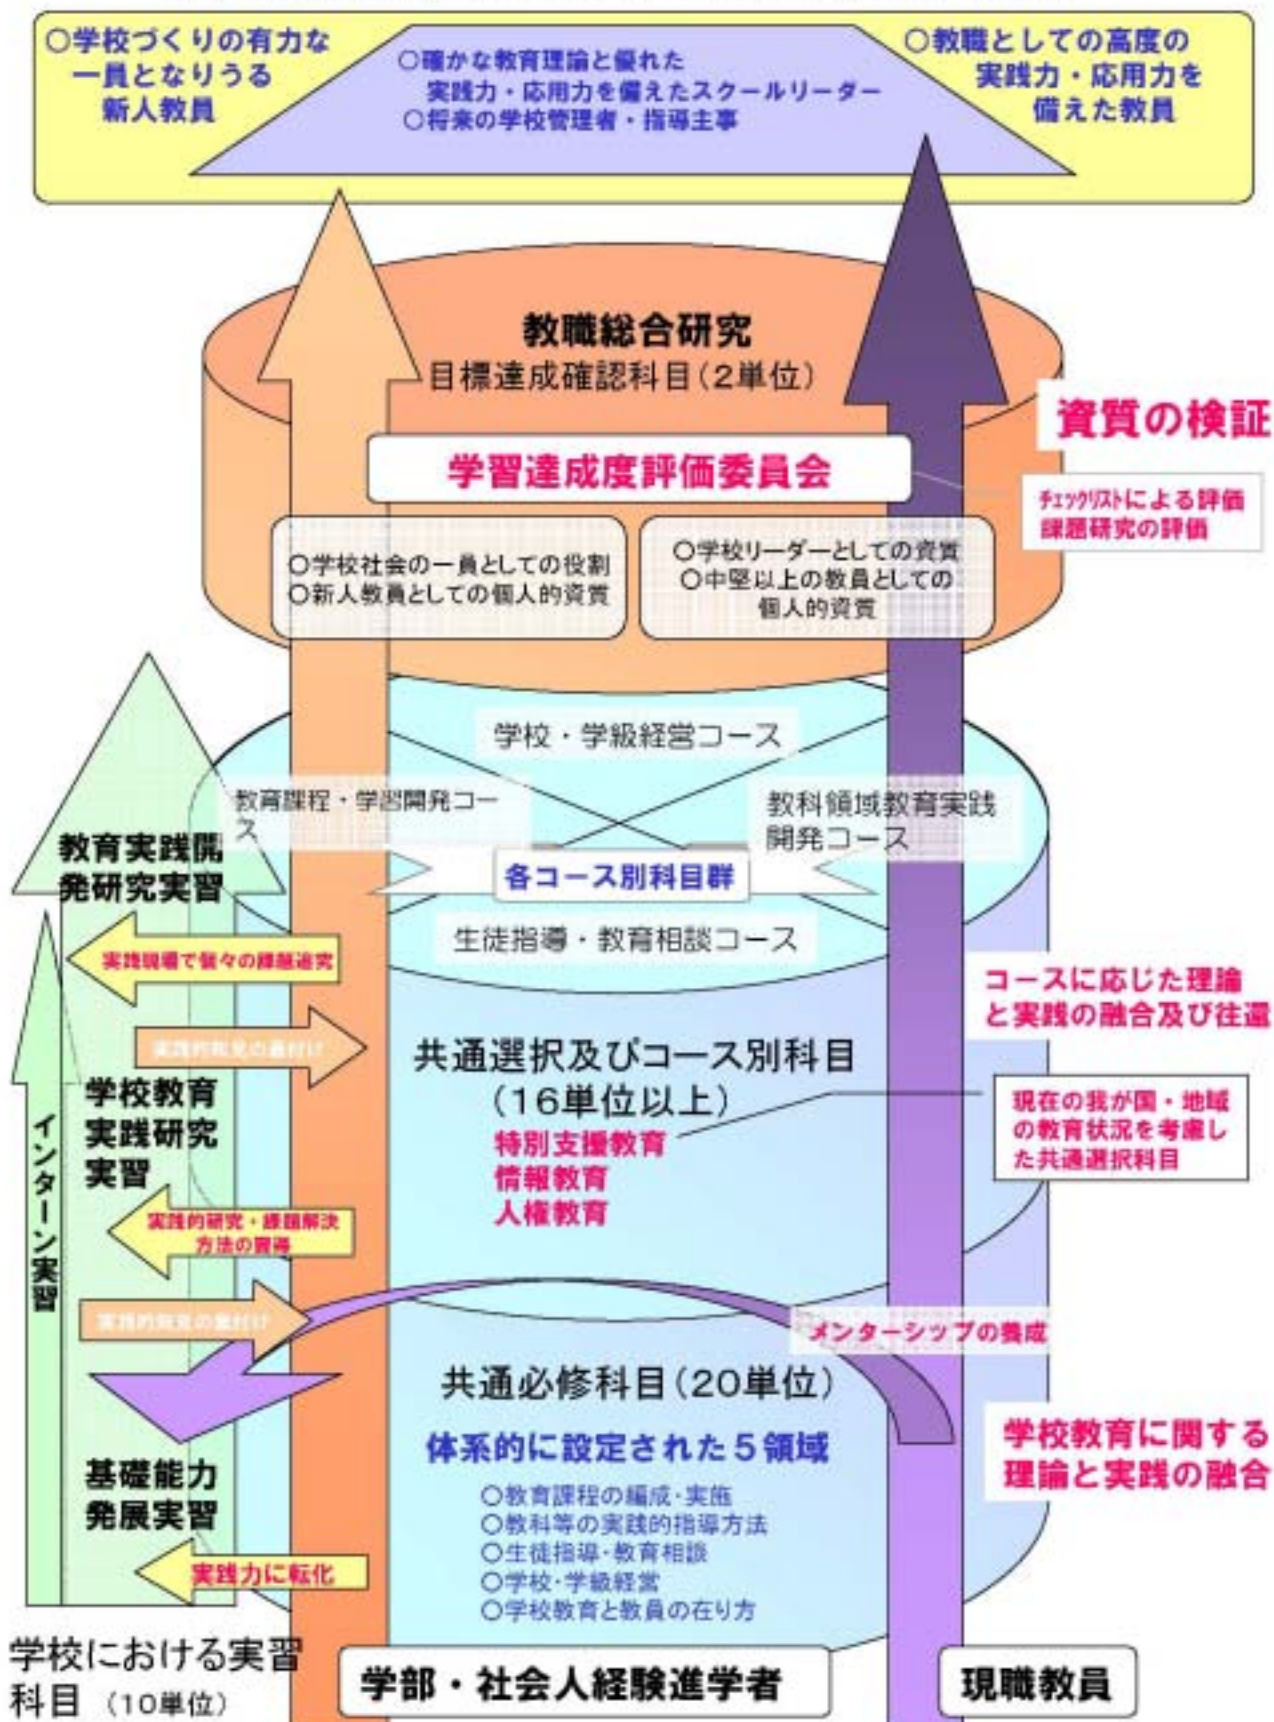 ○学校づくりの有力な
一員となりうる
新人教員
○確かな教育理論と優れた
実践力・応用力を備えたスクールリーダー
○将来の学校管理者・指導主事
○教職としての高度の
実践力・応用力を
備えた教員
教職総合研究
目標達成確認科目(2単位)
資質の検証
学習達成度評価委員会
チェックリストによる評価
課題研究の評価
○学校社会の一員としての役割
○新人教員としての個人的資質
○学校リーダーとしての資質
○中堅以上の教員としての
個人的資質
学校・学級経営コース
教育課程・学習開発コー
ス
教科領域教育実践
開発コース
各コース別科目群
生徒指導・教育相談コース
教育実践開
発研究実習
実践現場で個々の課題追究
実践的知見の裏付け
コースに応じた理論
と実践の融合及び往還
共通選択及びコース別科目
(16単位以上)
特別支援教育
情報教育
人権教育
現在の我が国・地域
の教育状況を考慮し
た共通選択科目
学校教育
実践研究
実習
インターン実習
実践的研究・課題解決
方法の習得
実践的知見の裏付け
メンターシップの養成
共通必修科目(20単位)
体系的に設定された5領域
○教育課程の編成・実施
○教科等の実践的指導方法
○生徒指導・教育相談
○学校・学級経営
○学校教育と教員の在り方
学校教育に関する
理論と実践の融合
基礎能力
発展実習
実践力に転化
学校における実習
科目 (10単位)
学部・社会人経験進学者
現職教員